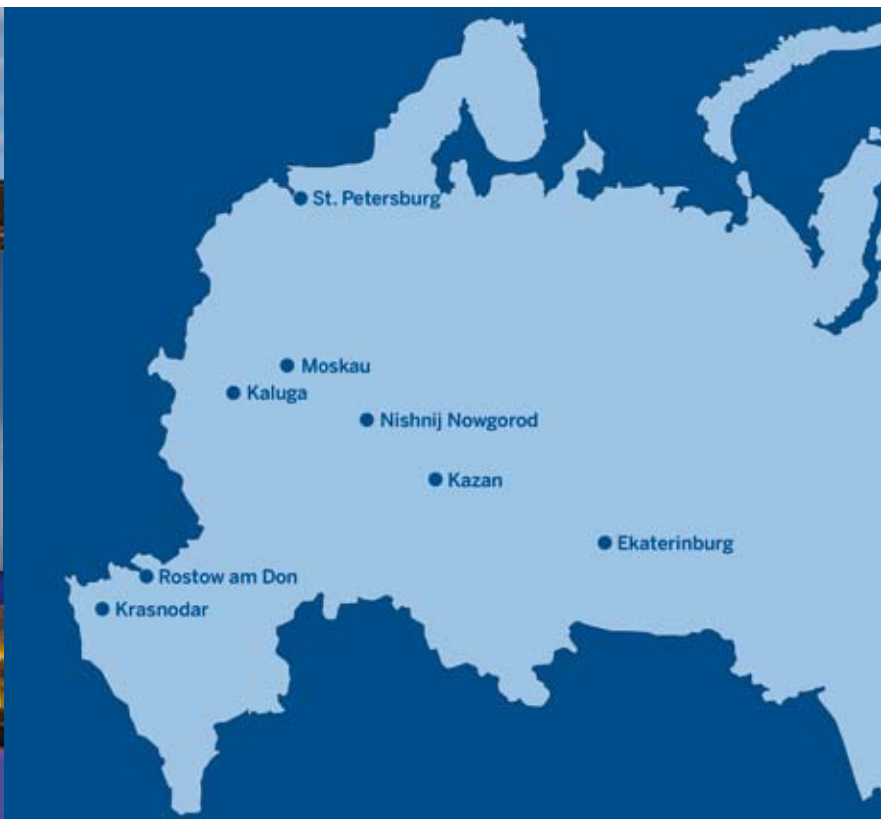 St. Petersburg
Moskau
Kaluga
Nishnij Nowgorod
Kazan
Ekaterinburg
Rostow am Don
Krasnodar